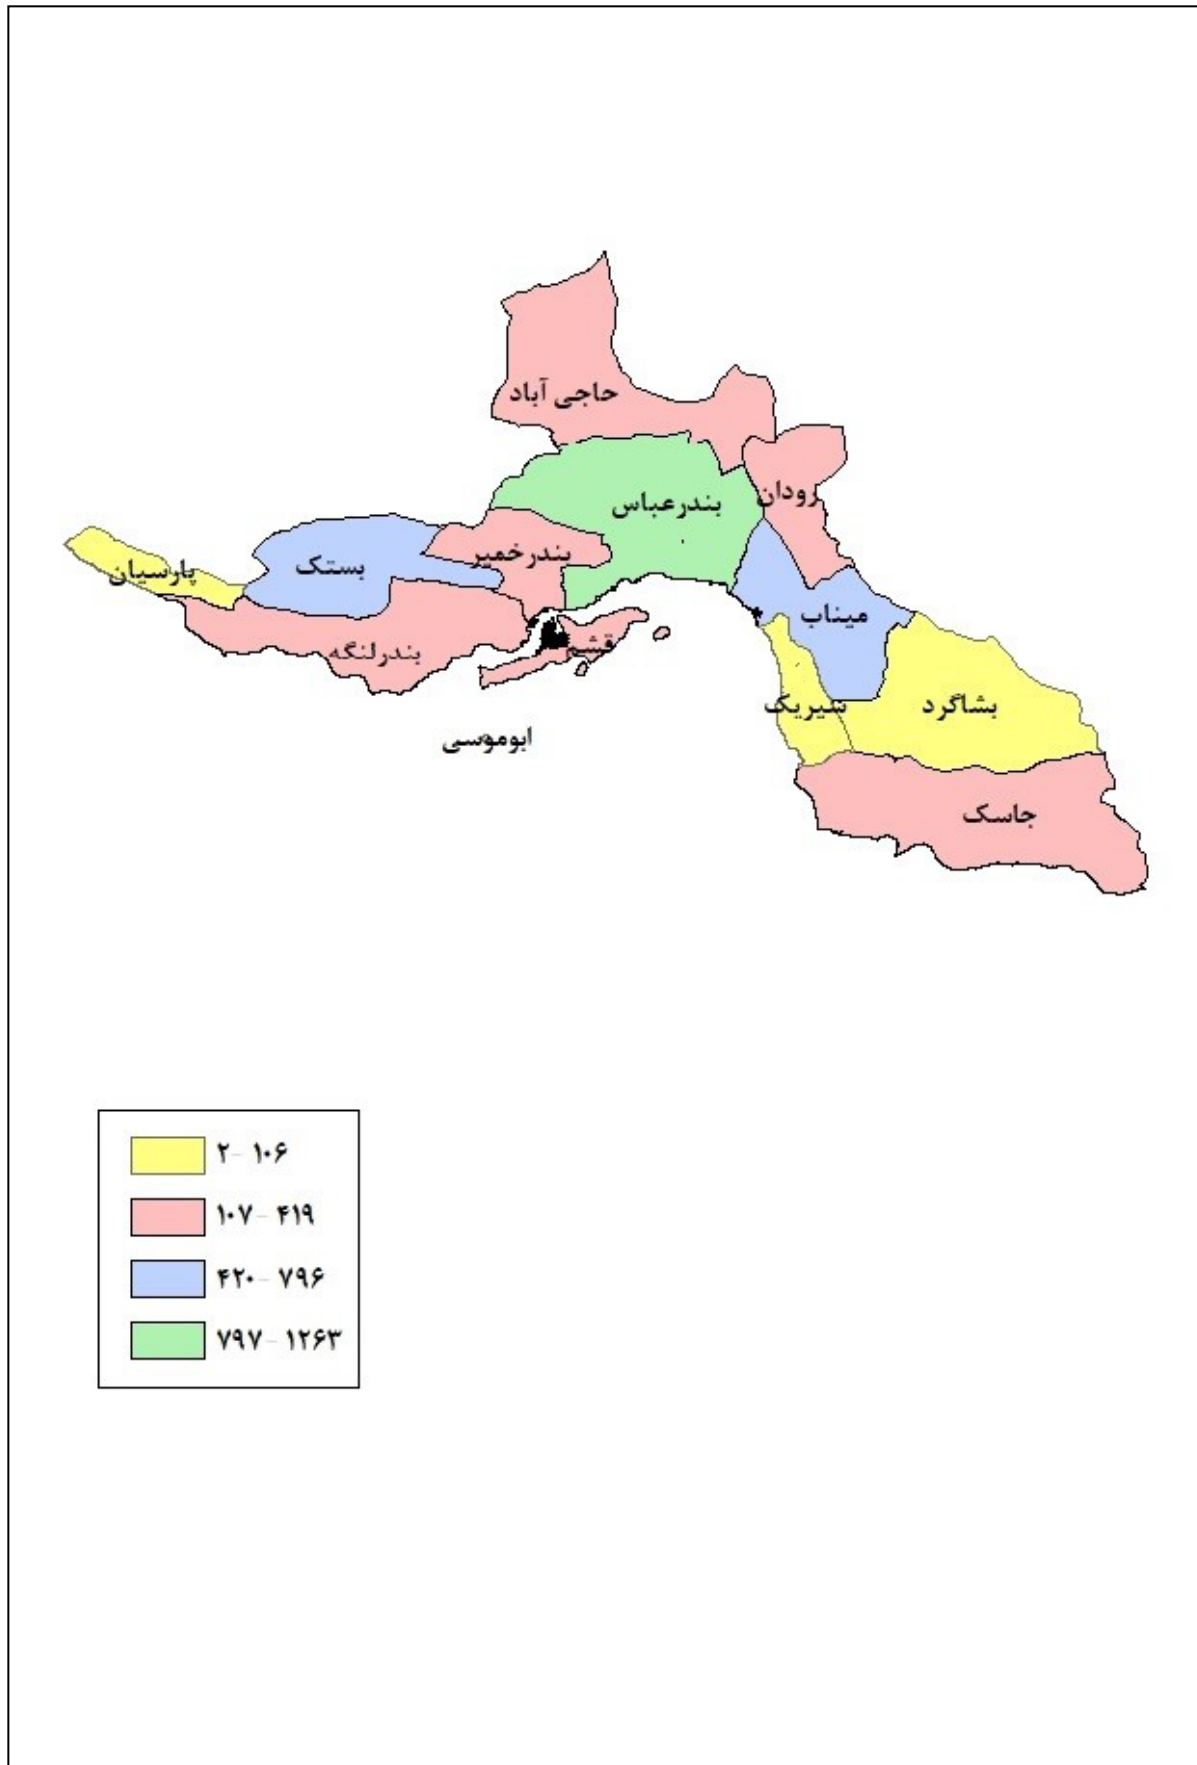 حاجی آباد
رودان
بندرعباس
بندرخمیر
بستک
پارسیان
میناب
قشم
بندرلنگه
شیریک
بشاگرد
ابوموسی
جاسک
۲ - ۱۰۶
۱۰۷ - ۴۱۹
۴۲۰ - ۷۹۶
۷۹۷ - ۱۲۶۳